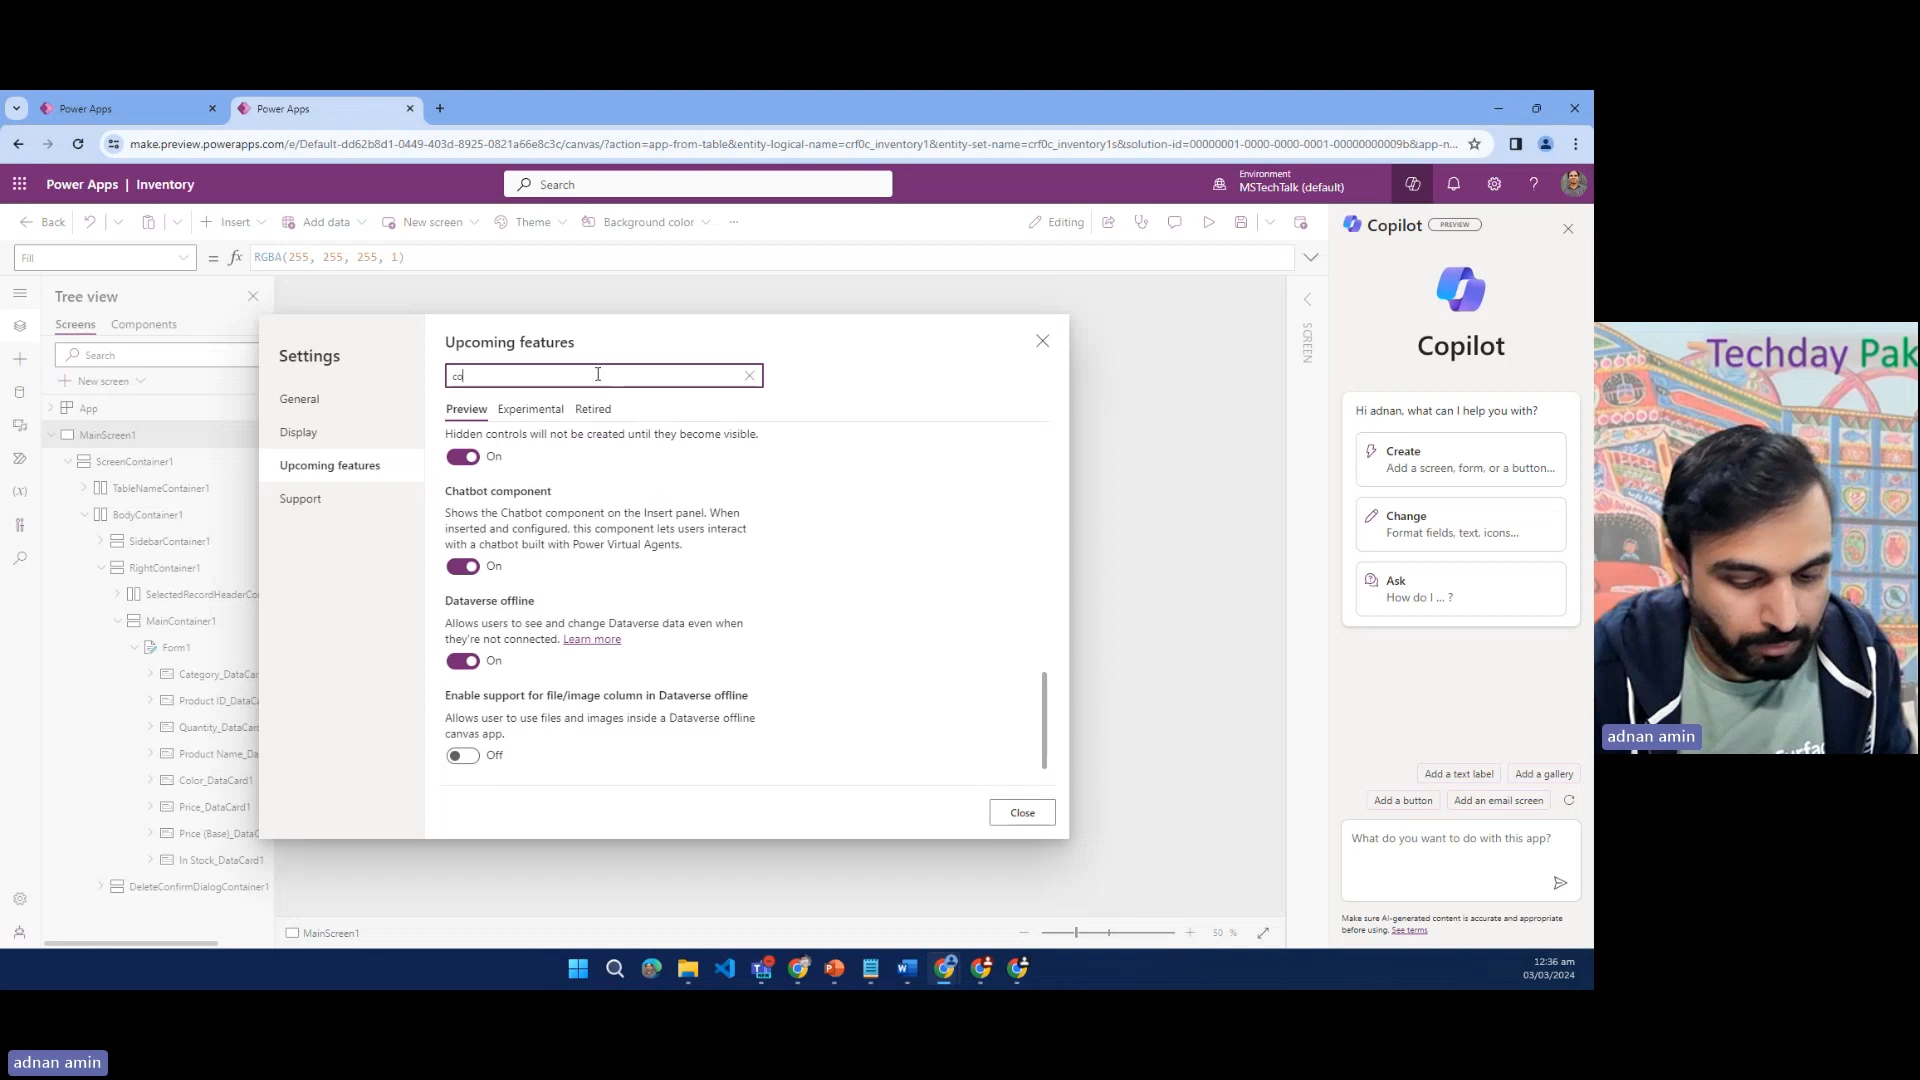 Power Apps
Power Apps
make.preview.powerapps.com/e/Default-dd62b8d1-0449-403d-8925-0821a66e8c3c/canvas/?action=app-from-table&entity-logical-name=crf0c_inventory1&entity-set-name=crf0c_inventory1s&solution-id=00000001-0000-0000-0001-00000000009b&app-n...
Power Apps | Inventory
Search
Environment
MSTechTalk (default)
Back
Insert
Add data
New screen
Theme
Background color
...
Editing
Fill
= fx RGBA(255, 255, 255, 1)
Tree view
Screens Components
Search
New screen
App
MainScreen1
ScreenContainer1
TableNameContainer1
BodyContainer1
SidebarContainer1
RightContainer1
SelectedRecordHeaderCo
MainContainer1
Form1
Category_DataCar
Product ID_DataCa
Quantity_DataCard
Product Name_Da
Color_DataCard1
Price_DataCard1
Price (Base)_DataC
In Stock_DataCard1
DeleteConfirmDialogContainer1
Settings
General
Display
Upcoming features
Support
Upcoming features
co
Preview Experimental Retired
Hidden controls will not be created until they become visible.
On
Chatbot component
Shows the Chatbot component on the Insert panel. When
inserted and configured, this component lets users interact
with a chatbot built with Power Virtual Agents.
On
Dataverse offline
Allows users to see and change Dataverse data even when
they're not connected. Learn more
On
Enable support for file/image column in Dataverse offline
Allows user to use files and images inside a Dataverse offline
canvas app.
Off
Close
SCREEN
Copilot PREVIEW
Copilot
Hi adnan, what can I help you with?
Create
Add a screen, form, or a button...
Change
Format fields, text, icons...
Ask
How do I ... ?
Add a text label
Add a gallery
Add a button
Add an email screen
What do you want to do with this app?
Make sure AI-generated content is accurate and appropriate
before using. See terms
MainScreen1
50 %
12:36 am
03/03/2024
Techday Pak
adnan amin
adnan amin